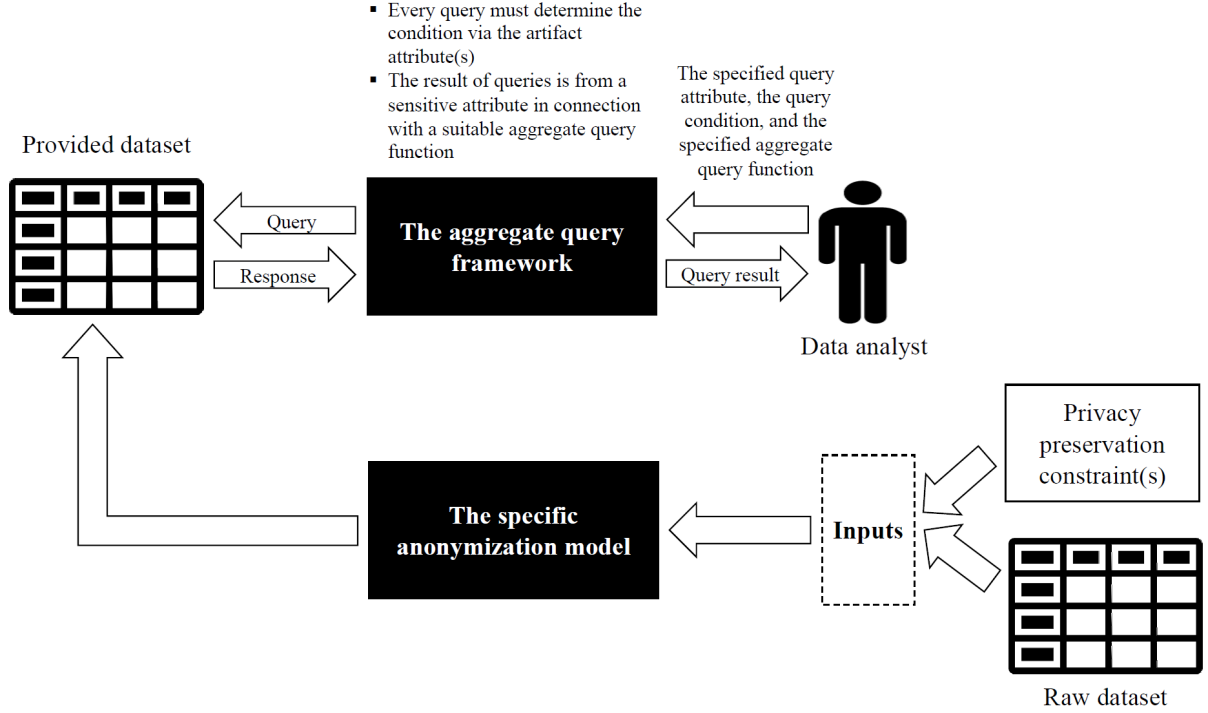 ▪ Every query must determine the
condition via the artifact
attribute(s)
▪ The result of queries is from a
sensitive attribute in connection
with a suitable aggregate query
function
The specified query
attribute, the query
condition, and the
specified aggregate
query function
Provided dataset
Query
Response
The aggregate query
framework
Query result
Data analyst
Privacy
preservation
constraint(s)
The specific
anonymization model
Inputs
Raw dataset